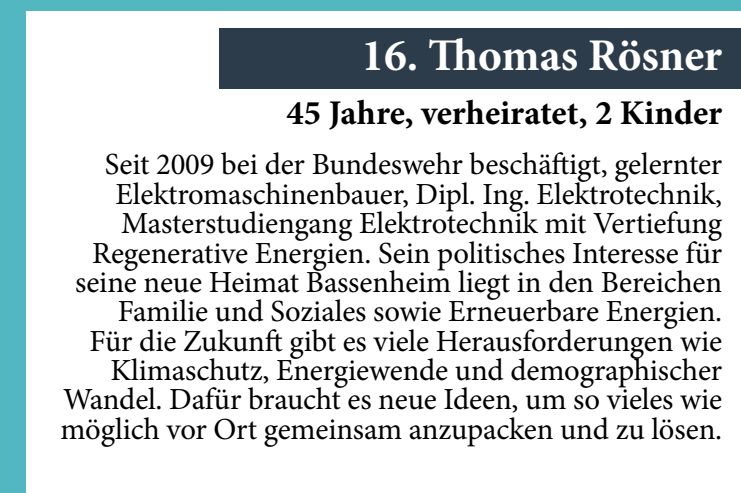 16. Thomas Rösner
45 Jahre, verheiratet, 2 Kinder
Seit 2009 bei der Bundeswehr beschäftigt, gelernter
Elektromaschinenbauer, Dipl. Ing. Elektrotechnik,
Masterstudiengang Elektrotechnik mit Vertiefung
Regenerative Energien. Sein politisches Interesse für
seine neue Heimat Bassenheim liegt in den Bereichen
Familie und Soziales sowie Erneuerbare Energien.
Für die Zukunft gibt es viele Herausforderungen wie
Klimaschutz, Energiewende und demographischer
Wandel. Dafür braucht es neue Ideen, um so vieles wie
möglich vor Ort gemeinsam anzupacken und zu lösen.